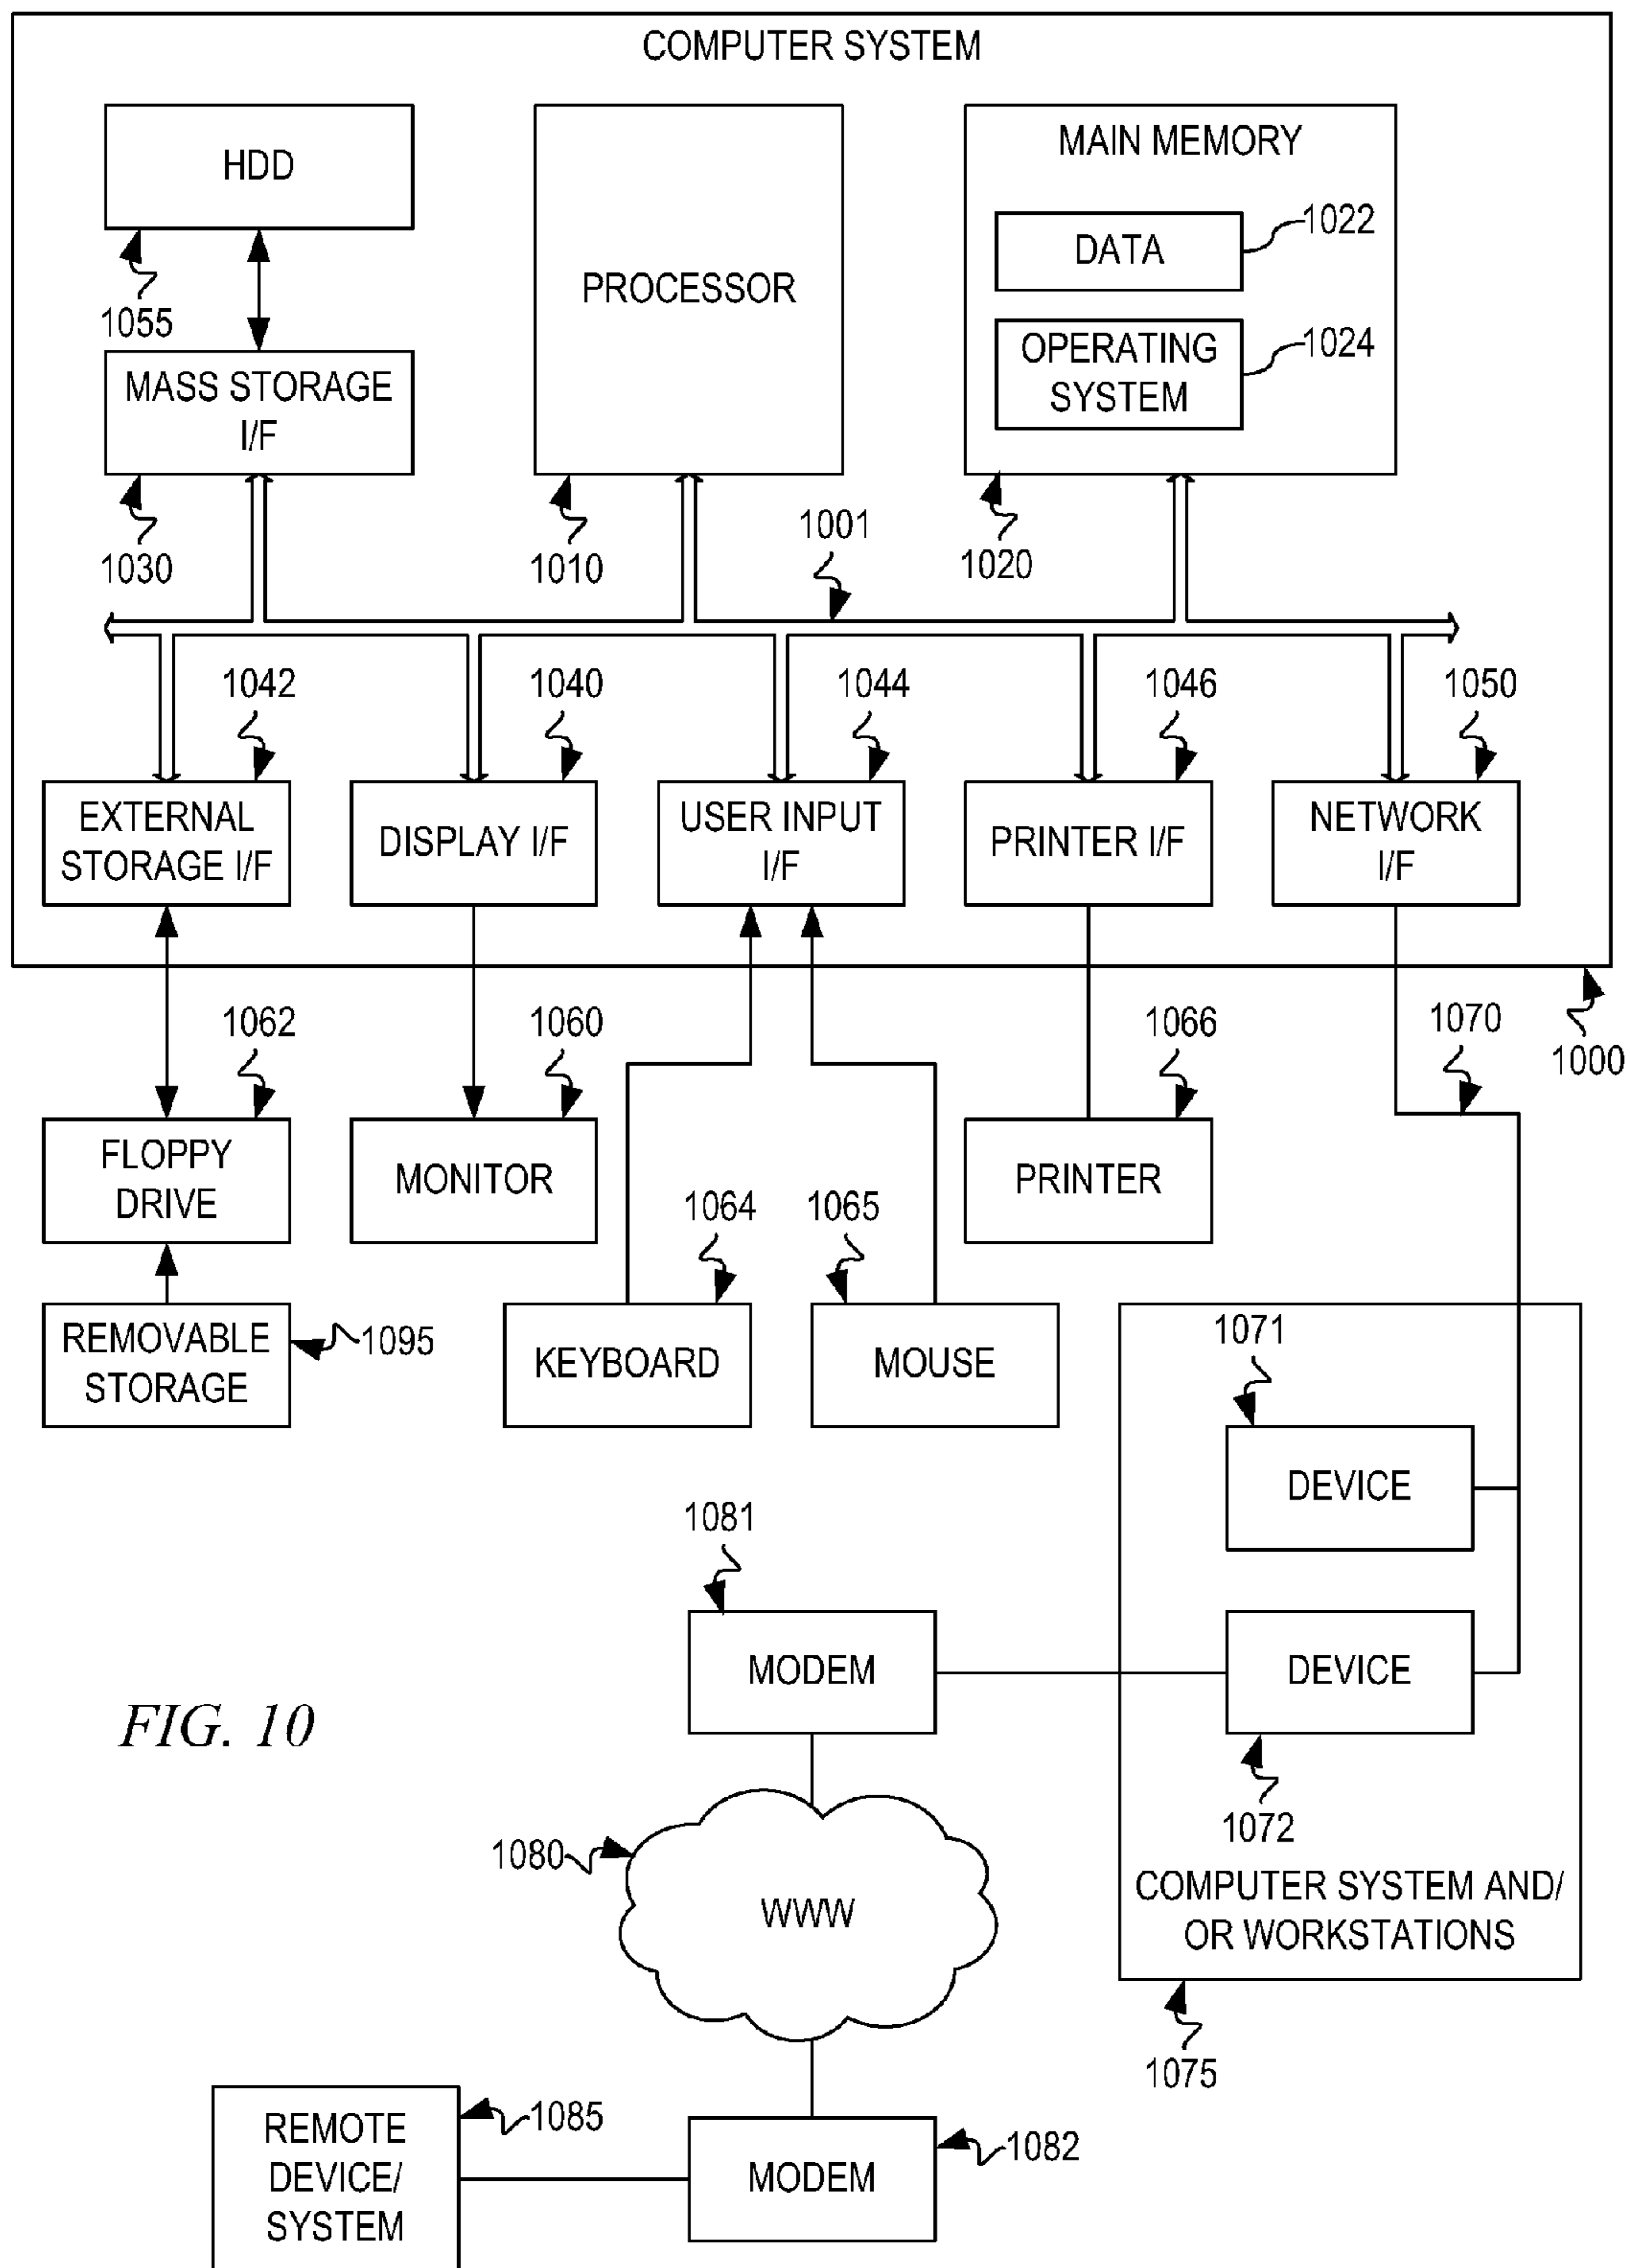 COMPUTER SYSTEM
HDD
PROCESSOR
MAIN MEMORY
DATA
1022
OPERATING
SYSTEM
1024
1055
MASS STORAGE
I/F
1030
1010
1001
1020
1042
1040
1044
1046
1050
EXTERNAL
STORAGE I/F
DISPLAY I/F
USER INPUT
I/F
PRINTER I/F
NETWORK
I/F
1062
1060
1066
1070
1000
FLOPPY
DRIVE
MONITOR
PRINTER
1064
1065
REMOVABLE
STORAGE
1095
KEYBOARD
MOUSE
1071
DEVICE
1081
MODEM
DEVICE
FIG. 10
1072
1080
WWW
COMPUTER SYSTEM AND/
OR WORKSTATIONS
1075
REMOTE
DEVICE/
SYSTEM
1085
MODEM
1082